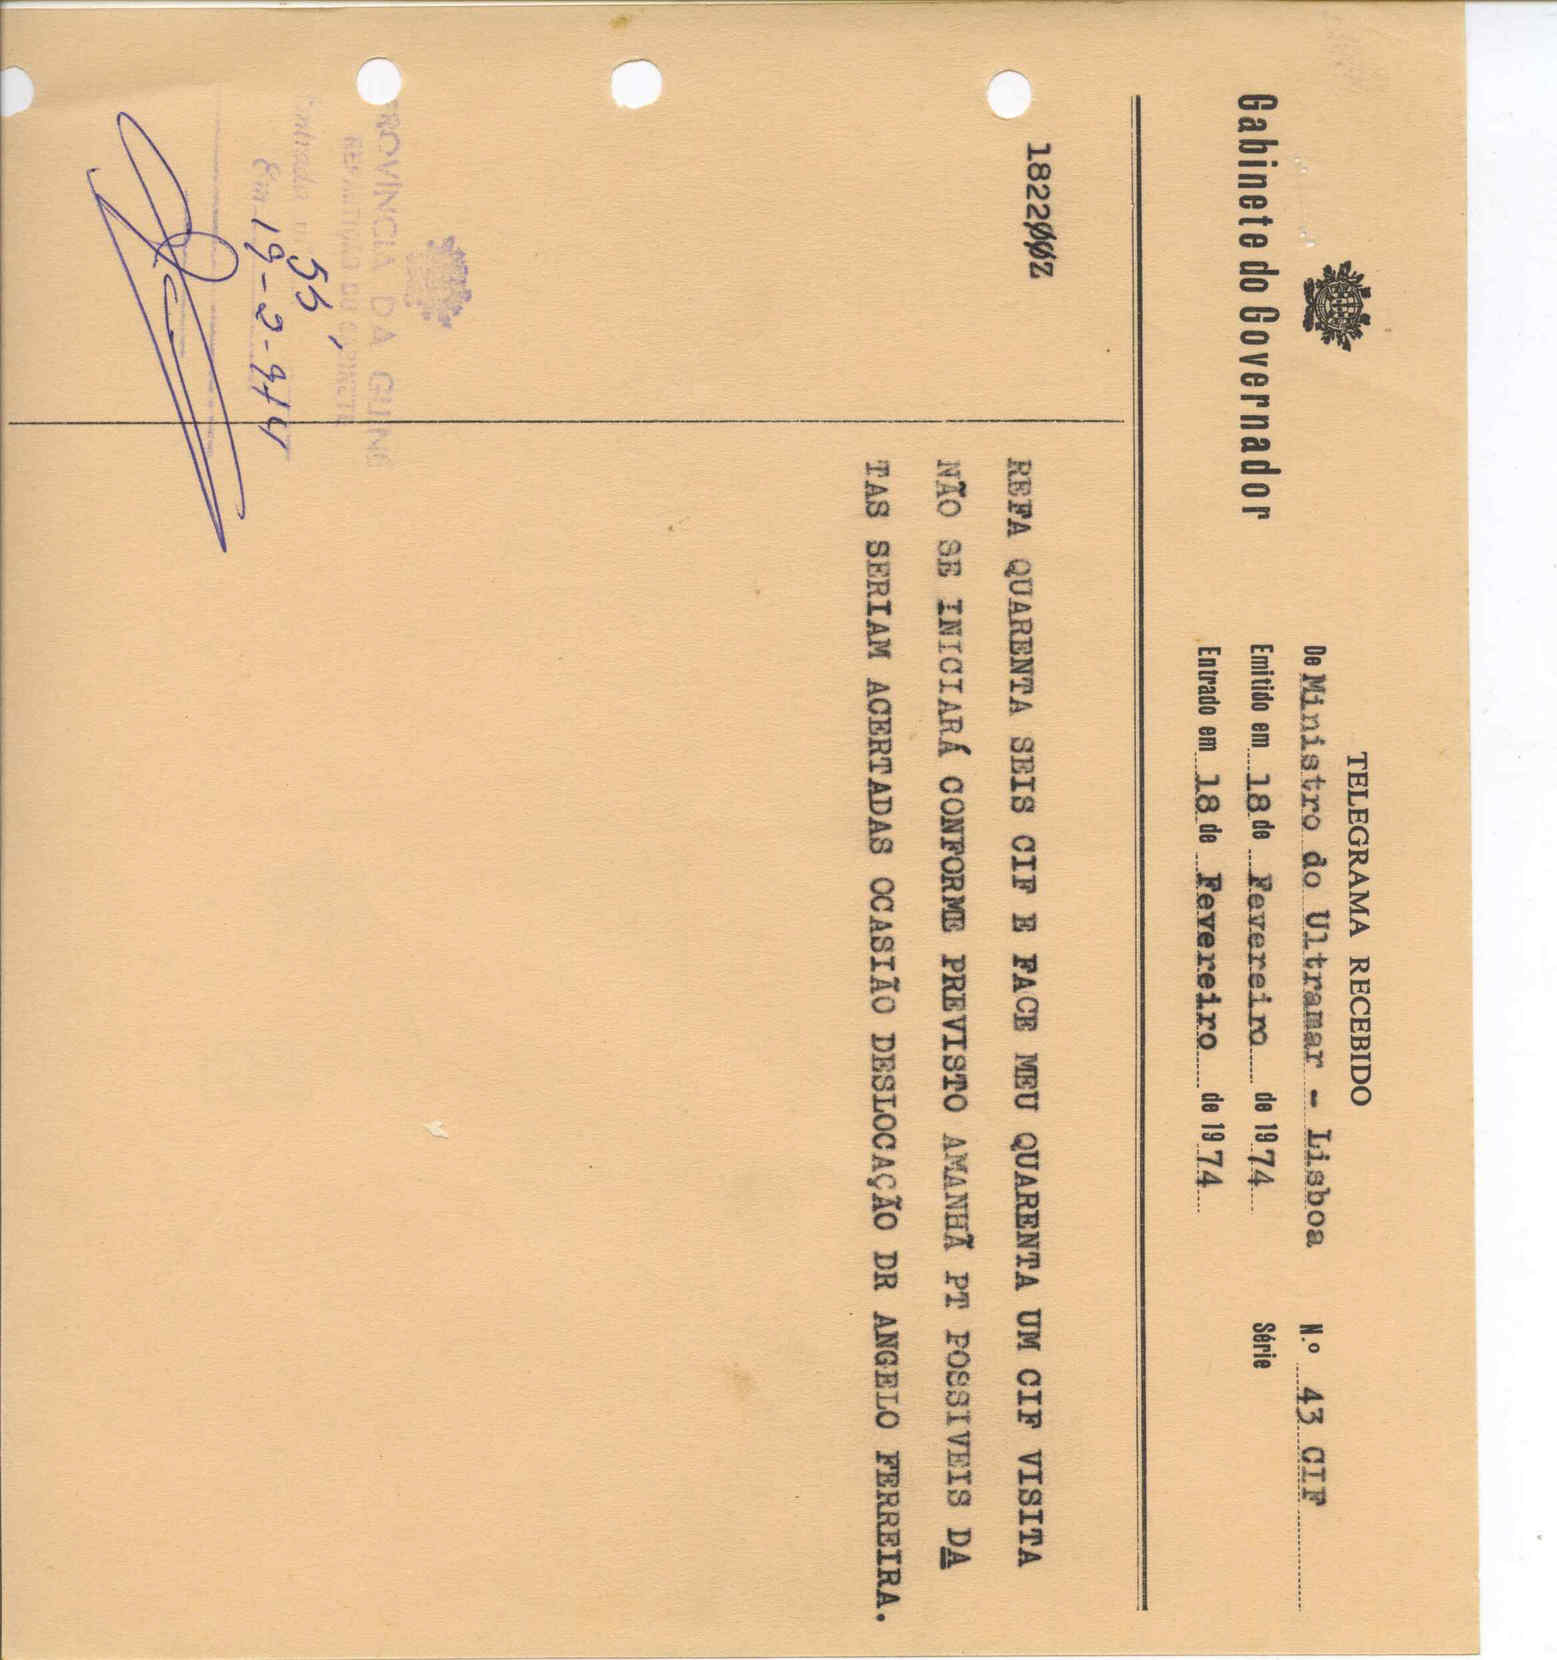 TELEGRAMA RECEBIDO
Gabinete do Governador
De Ministro do Ultramar - Lisboa N.º 43 CIF
Emitido em 18 de Fevereiro de 1974 Série
Entrado em 18 de Fevereiro de 1974
182200Z
REFA QUARENTA SEIS CIF E FACE MEU QUARENTA UM CIF VISITA
NÃO SE INICIARÁ CONFORME PREVISTO AMANHÃ PT POSSIVEIS DA
TAS SERIAM ACERTADAS OCASIÃO DESLOCAÇÃO DR ANGELO FERREIRA.
PROVÍNCIA DA GUINÉ
REPARTIÇÃO DO GABINETE
Entrada n.º 55,
Em 19-2-974